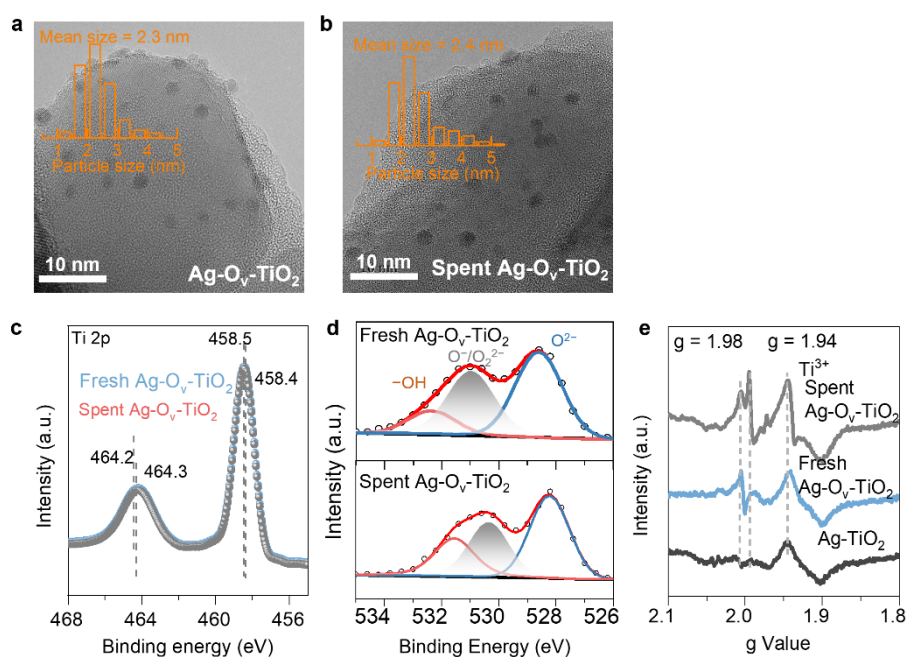 a
Mean size = 2.3 nm
1 2 3 4 5
Particle size (nm)
10 nm
Ag-Oᵥ-TiO₂
b
Mean size = 2.4 nm
1 2 3 4 5
Particle size (nm)
10 nm
Spent Ag-Oᵥ-TiO₂
c
Ti 2p
458.5
458.4
Fresh Ag-Oᵥ-TiO₂
Spent Ag-Oᵥ-TiO₂
464.2
464.3
Intensity (a.u.)
468 464 460 456
Binding energy (eV)
d
Fresh Ag-Oᵥ-TiO₂
O⁻/O₂²⁻
O²⁻
−OH
Spent Ag-Oᵥ-TiO₂
Intensity (a.u.)
534 532 530 528 526
Binding Energy (eV)
e
g = 1.98
g = 1.94
Ti³⁺
Spent
Ag-Oᵥ-TiO₂
Fresh
Ag-Oᵥ-TiO₂
Ag-TiO₂
Intensity (a.u.)
2.1 2.0 1.9 1.8
g Value